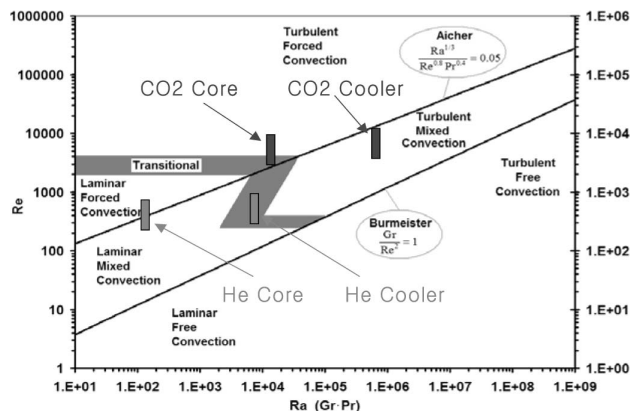 1000000
100000
10000
1000
100
10
1
Re
1.E+06
1.E+05
1.E+04
1.E+03
1.E+02
1.E+01
1.E+00
Turbulent
Forced
Convection
Aicher
Ra^1/3
Re^0.8 Pr^0.4 = 0.05
CO2 Core
CO2 Cooler
Turbulent
Mixed
Convection
Transitional
Turbulent
Free
Convection
Laminar
Forced
Convection
Burmeister
Gr
Re^2 = 1
Laminar
Mixed
Convection
He Core
He Cooler
Laminar
Free
Convection
1.E+01 1.E+02 1.E+03 1.E+04 1.E+05 1.E+06 1.E+07 1.E+08 1.E+09
Ra (Gr·Pr)